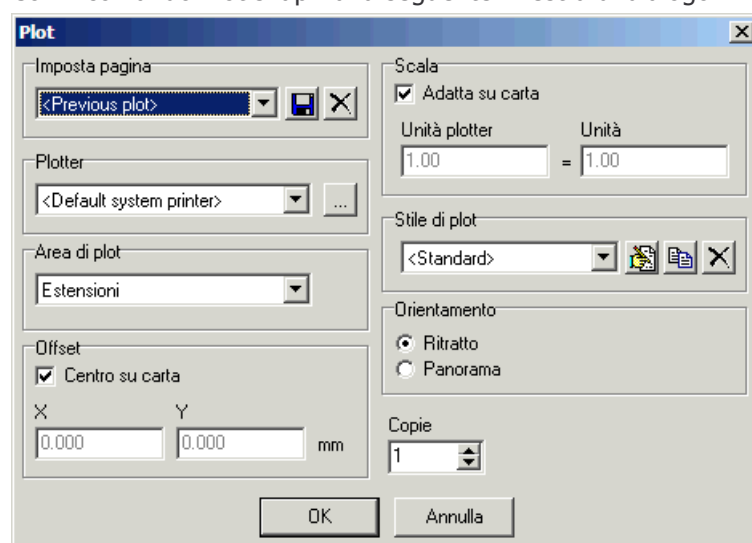 Plot
Imposta pagina
<Previous plot>
Plotter
<Default system printer>
...
Area di plot
Estensioni
Offset
Centro su carta
X Y
0.000 0.000 mm
Scala
Adatta su carta
Unità plotter Unità
1.00 = 1.00
Stile di plot
<Standard>
Orientamento
Ritratto
Panorama
Copie
1
OK Annulla